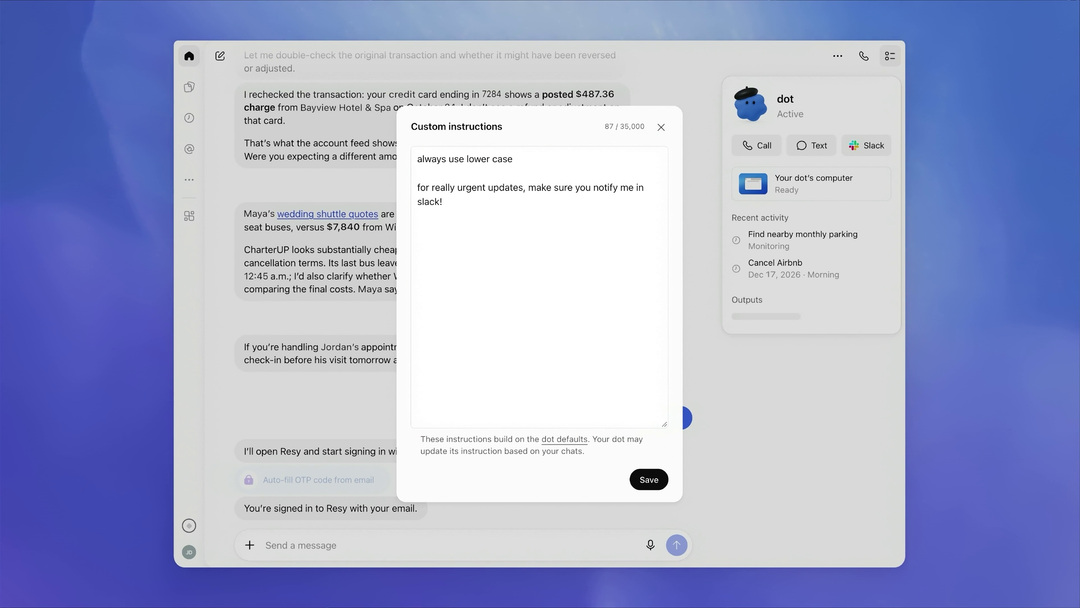 Let me double-check the original transaction and whether it might have been reversed
or adjusted.
I rechecked the transaction: your credit card ending in 7284 shows a posted $487.36
charge from Bayview Hotel & Spa on
that card.
That's what the account feed shows
Were you expecting a different amo
Maya's wedding shuttle quotes are
seat buses, versus $7,840 from Wi
CharterUP looks substantially cheap
cancellation terms. Its last bus leave
12:45 a.m.; I'd also clarify whether
comparing the final costs. Maya say
If you're handling Jordan's appointm
check-in before his visit tomorrow a
I'll open Resy and start signing in wi
Auto-fill OTP code from email
You're signed in to Resy with your email.
Send a message
JD
Custom instructions
87 / 35,000
always use lower case
for really urgent updates, make sure you notify me in
slack!
These instructions build on the dot defaults. Your dot may
update its instruction based on your chats.
Save
dot
Active
Call
Text
Slack
Your dot's computer
Ready
Recent activity
Find nearby monthly parking
Monitoring
Cancel Airbnb
Dec 17, 2026 · Morning
Outputs